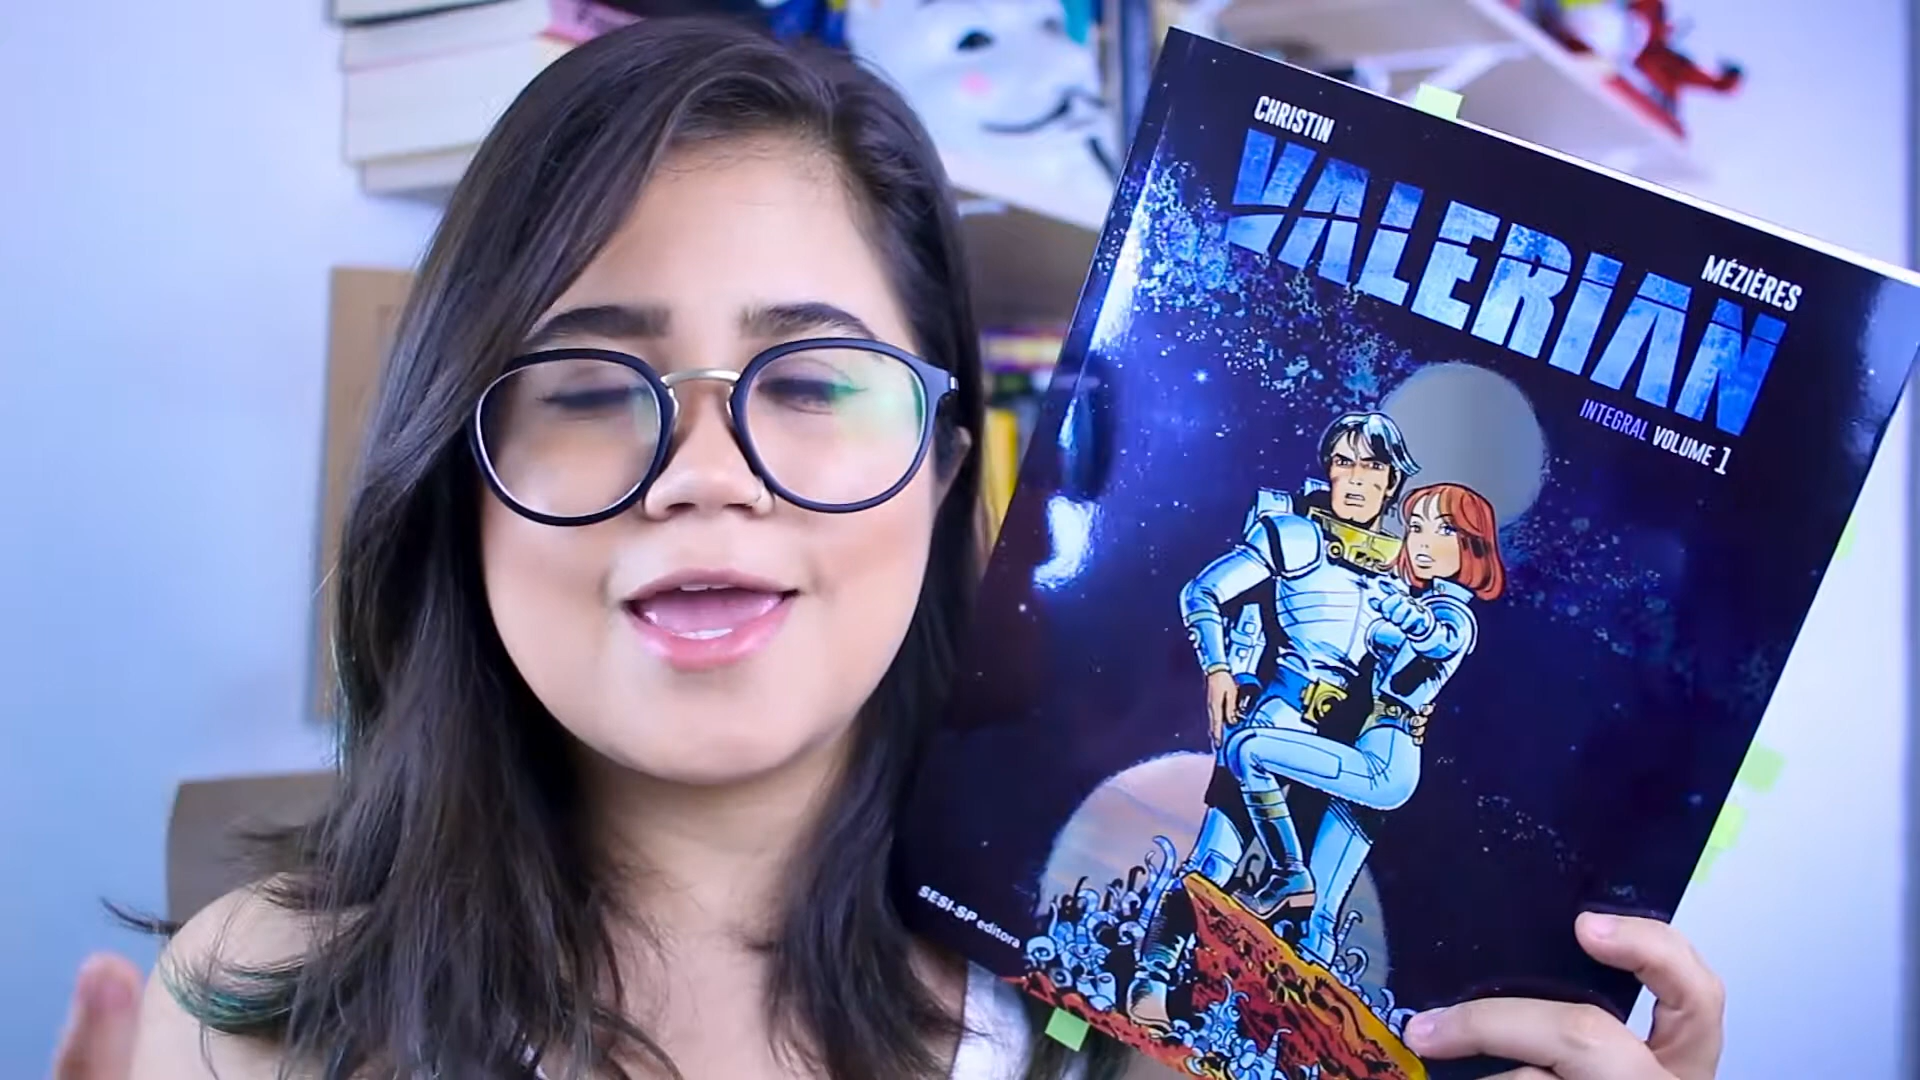 CHRISTIN
VALERIAN
MÉZIÈRES
INTEGRAL VOLUME 1
SESI-SP editora